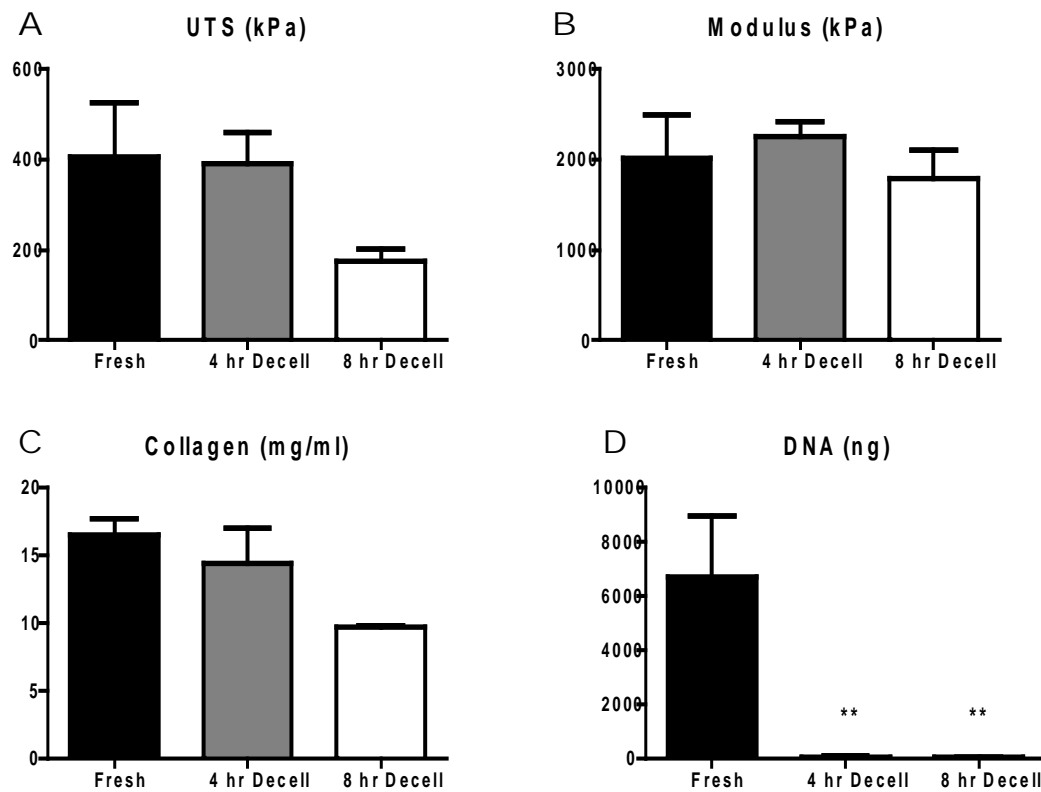 A
UTS (kPa)
600
400
200
0
Fresh 4 hr Decell 8 hr Decell
B
Modulus (kPa)
3000
2000
1000
0
Fresh 4 hr Decell 8 hr Decell
C
Collagen (mg/ml)
20
15
10
5
0
Fresh 4 hr Decell 8 hr Decell
D
DNA (ng)
10000
8000
6000
4000
2000
0
** **
Fresh 4 hr Decell 8 hr Decell